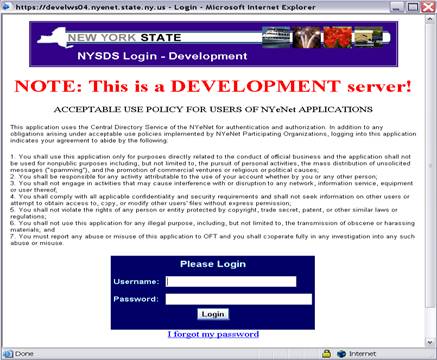 https://develws04.nyenet.state.ny.us - Login - Microsoft Internet Explorer
NEW YORK STATE
NYSDS Login - Development
NOTE: This is a DEVELOPMENT server!
ACCEPTABLE USE POLICY FOR USERS OF NYeNet APPLICATIONS
This application uses the Central Directory Service of the NYeNet for authentication and authorization. In addition to any
obligations arising under acceptable use policies implemented by NYeNet Participating Organizations, logging into this application
indicates your agreement to abide by the following:
1. You shall use this application only for purposes directly related to the conduct of official business and the application shall not
be used for nonpublic purposes including, but not limited to, the pursuit of personal activities, the mass distribution of unsolicited
messages ("spamming"), and the promotion of commercial ventures or religious or political causes;
2. You shall be responsible for any activity attributable to the use of your account whether by you or any other person;
3. You shall not engage in activities that may cause interference with or disruption to any network, information service, equipment
or user thereof;
4. You shall comply with all applicable confidentiality and security requirements and shall not seek information on other users or
attempt to obtain access to, copy, or modify other users' files without express permission;
5. You shall not violate the rights of any person or entity protected by copyright, trade secret, patent, or other similar laws or
regulations;
6. You shall not use this application for any illegal purpose, including, but not limited to, the transmission of obscene or harassing
materials; and
7. You must report any abuse or misuse of this application to OFT and you shall cooperate fully in any investigation into any such
abuse or misuse.
Please Login
Username:
Password:
Login
I forgot my password
Done
Internet